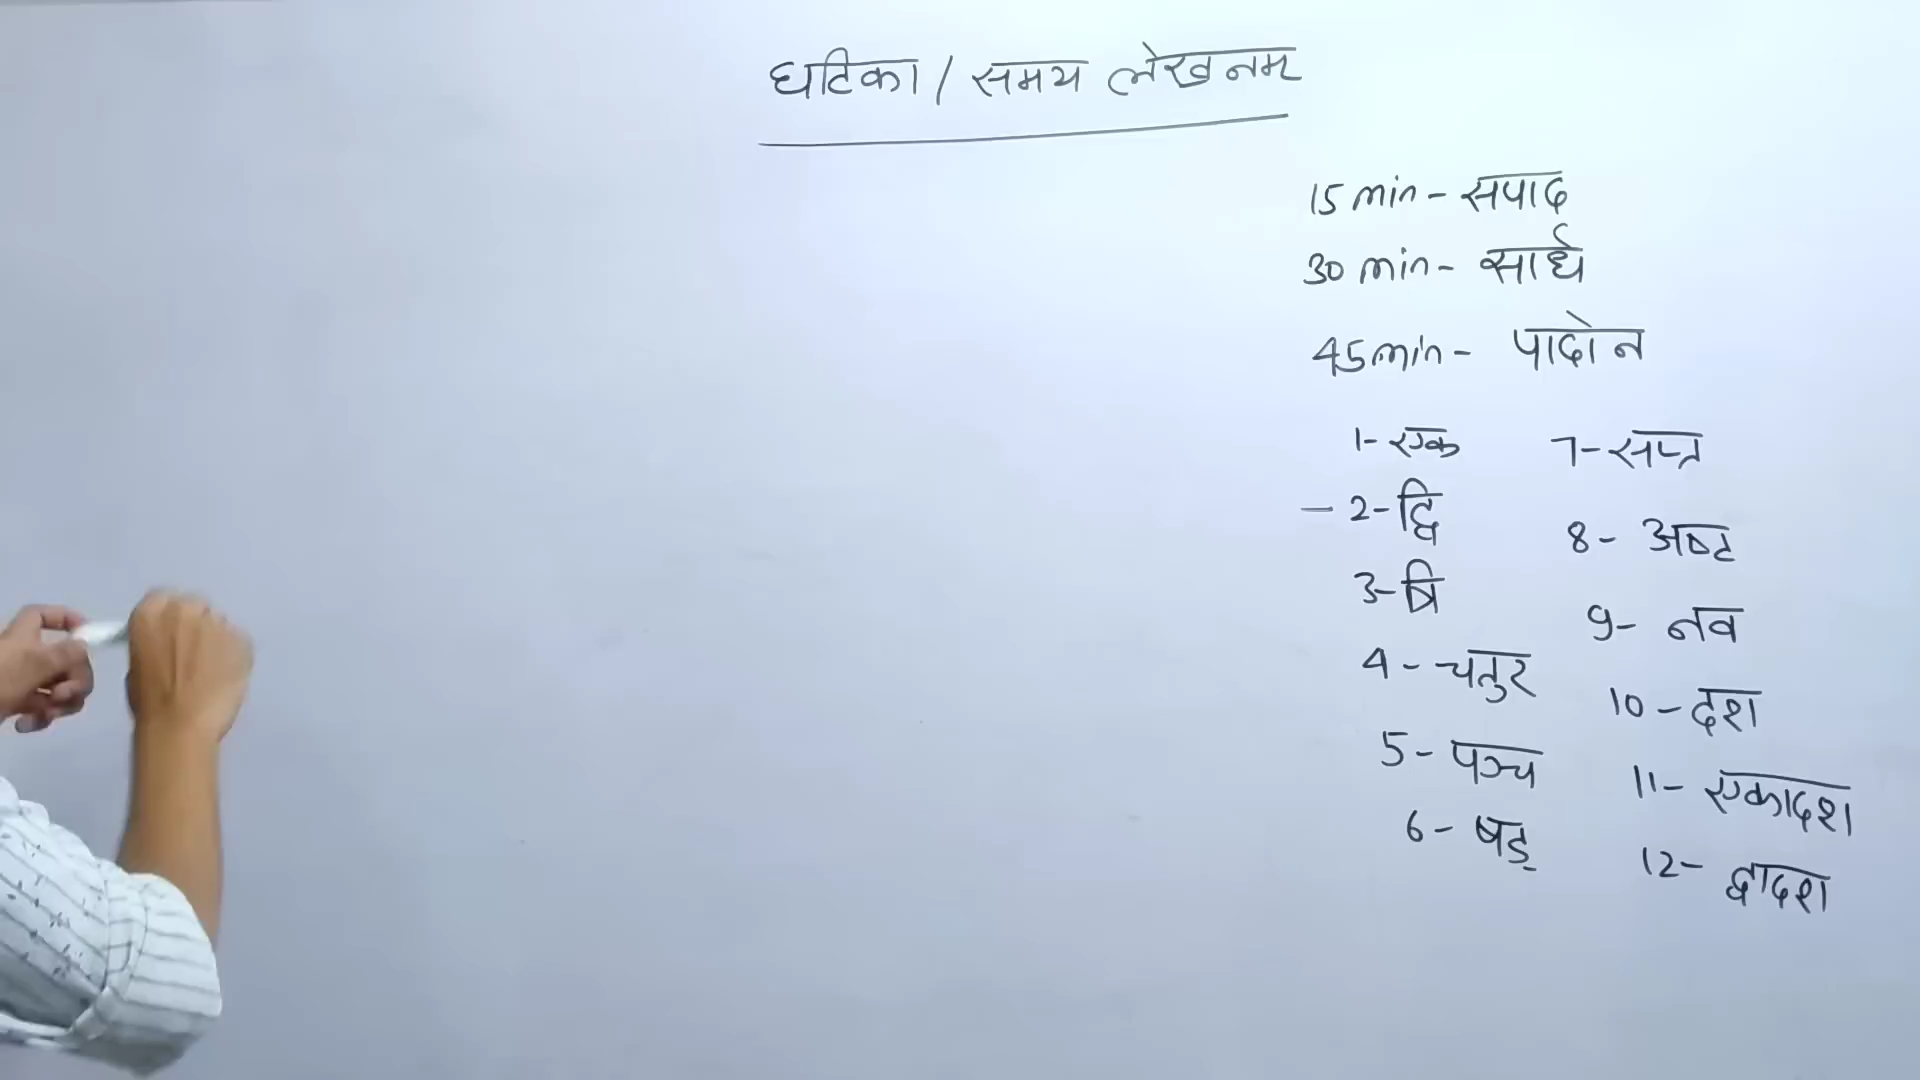 घटिका / समय लेखनम
15 min - सपाद
30 min - सार्ध
45 min - पादोन
1 - एक
- 2 - द्वि
3 - त्रि
4 - चतुर
5 - पञ्च
6 - षड्
7 - सप्त
8 - अष्ट
9 - नव
10 - दश
11 - एकादश
12 - द्वादश